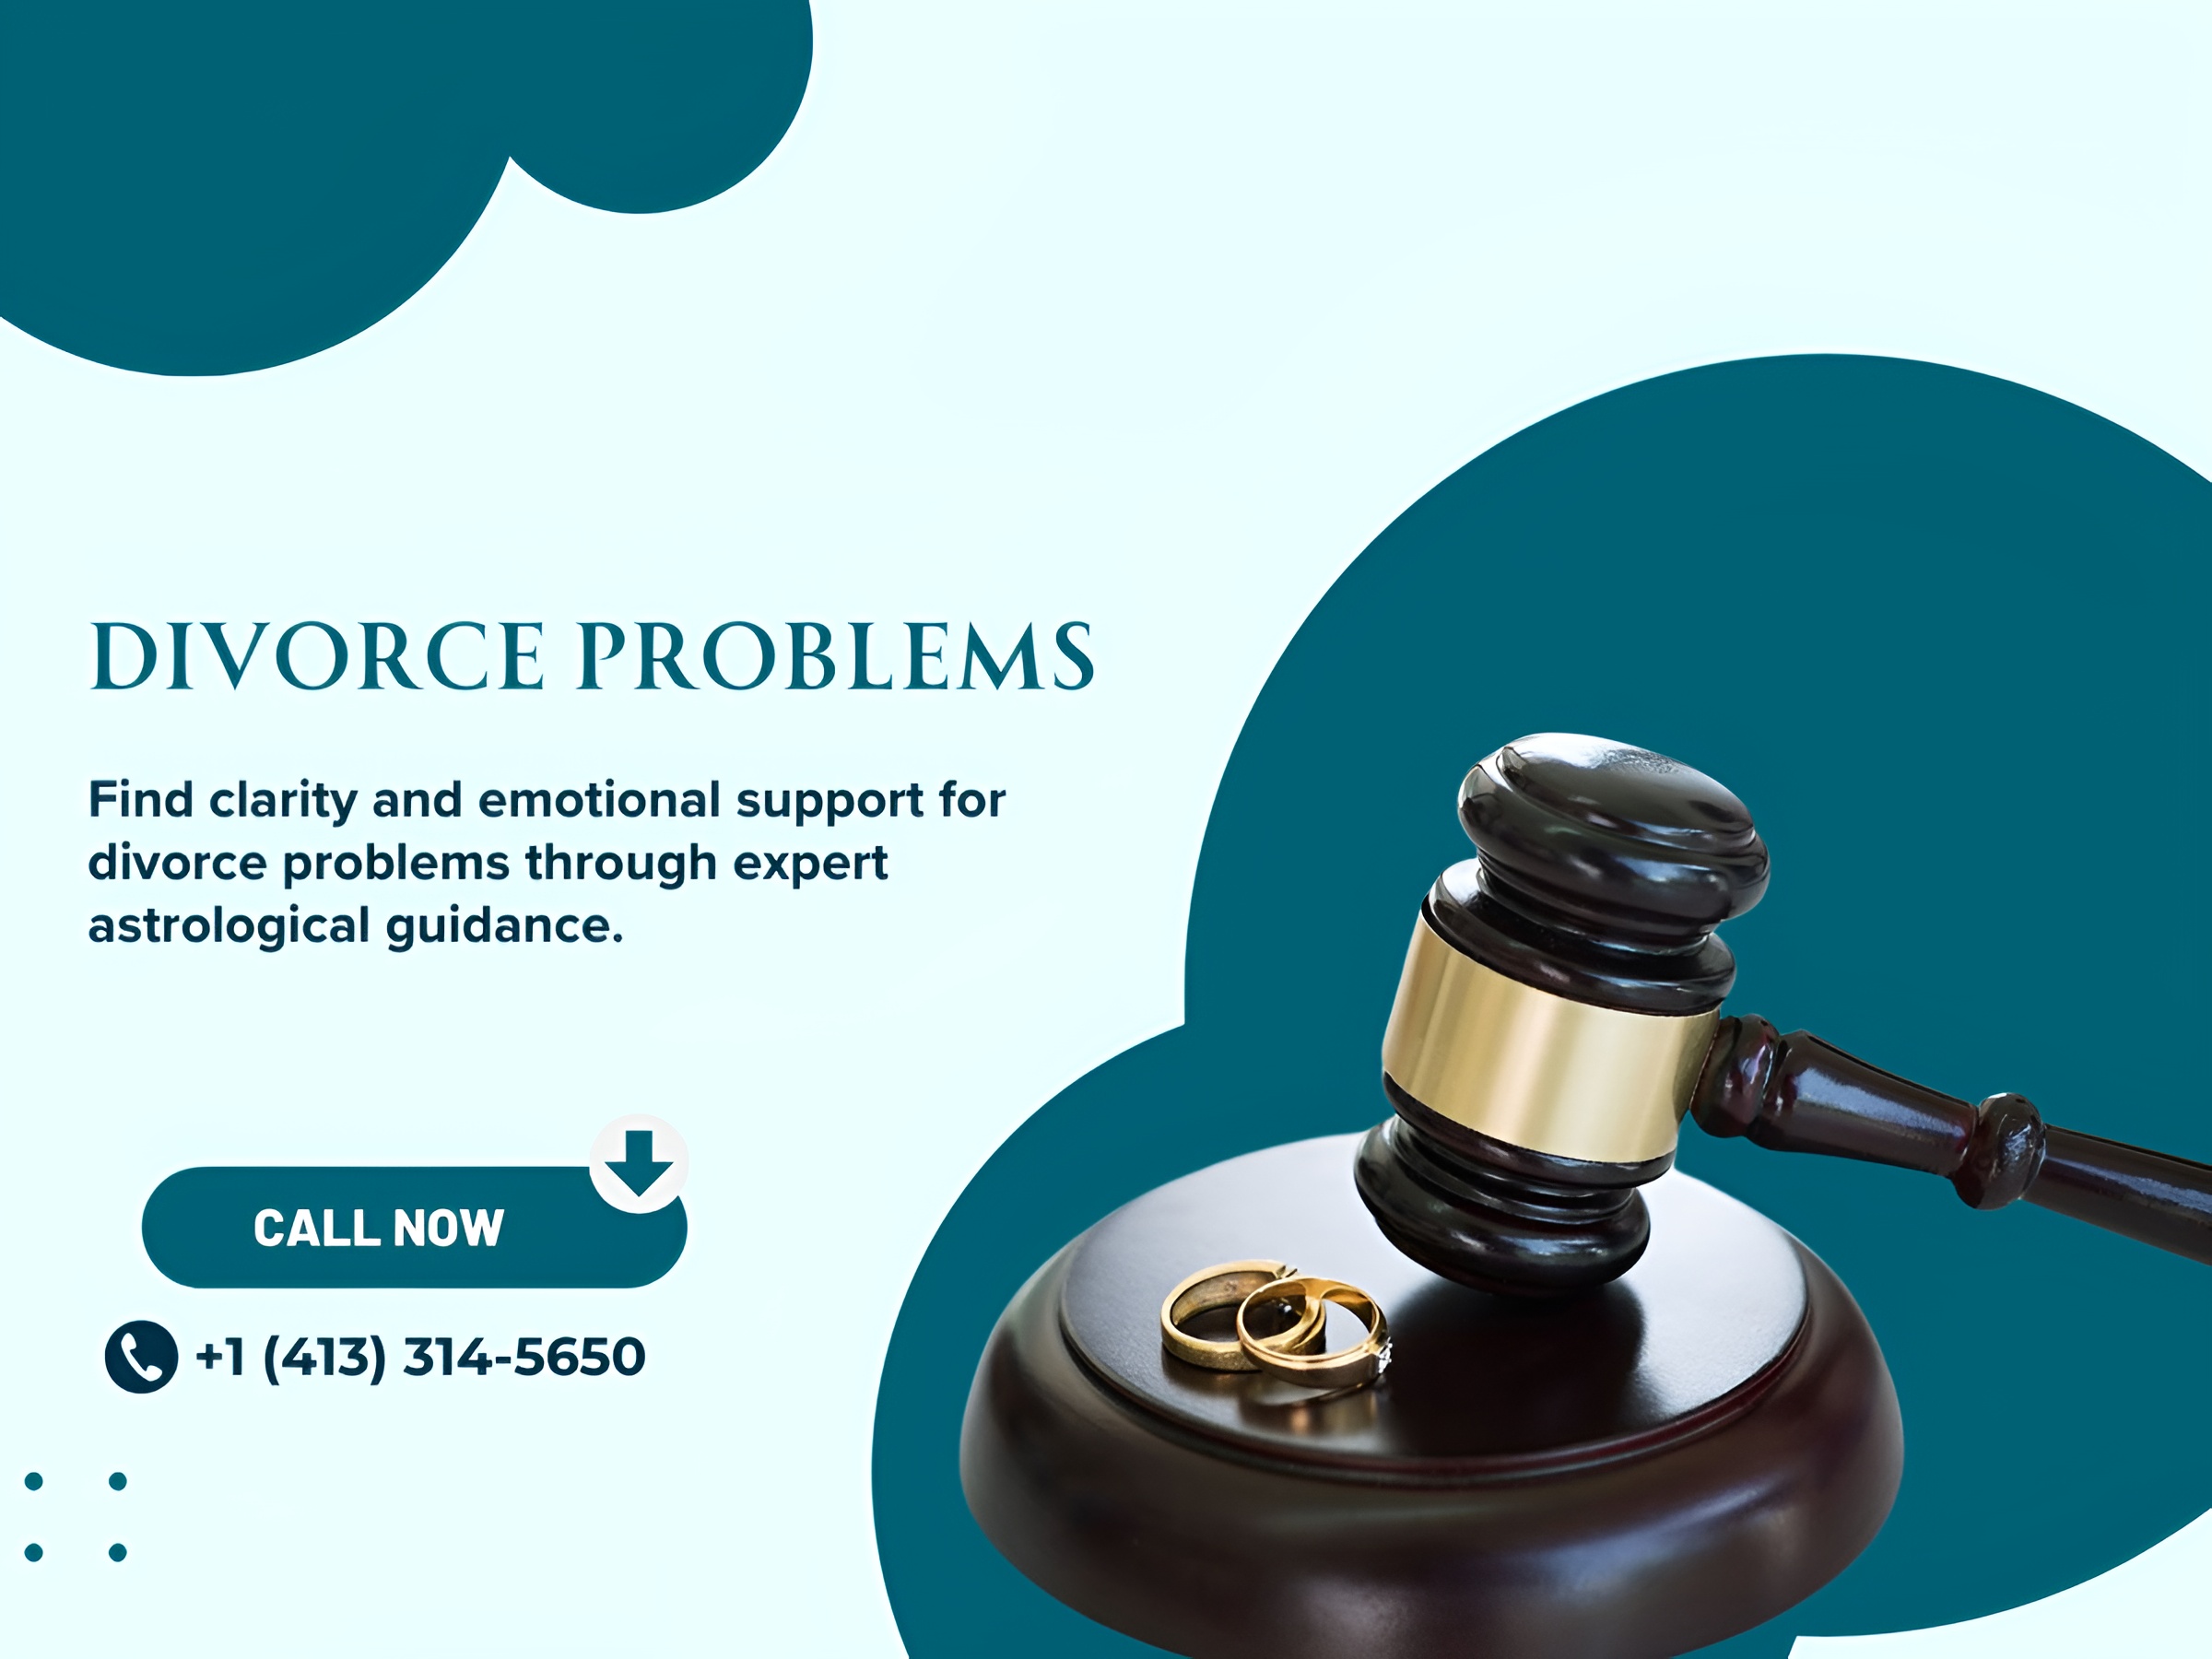 DIVORCE PROBLEMS
Find clarity and emotional support for
divorce problems through expert
astrological guidance.
CALL NOW
+1 (413) 314-5650